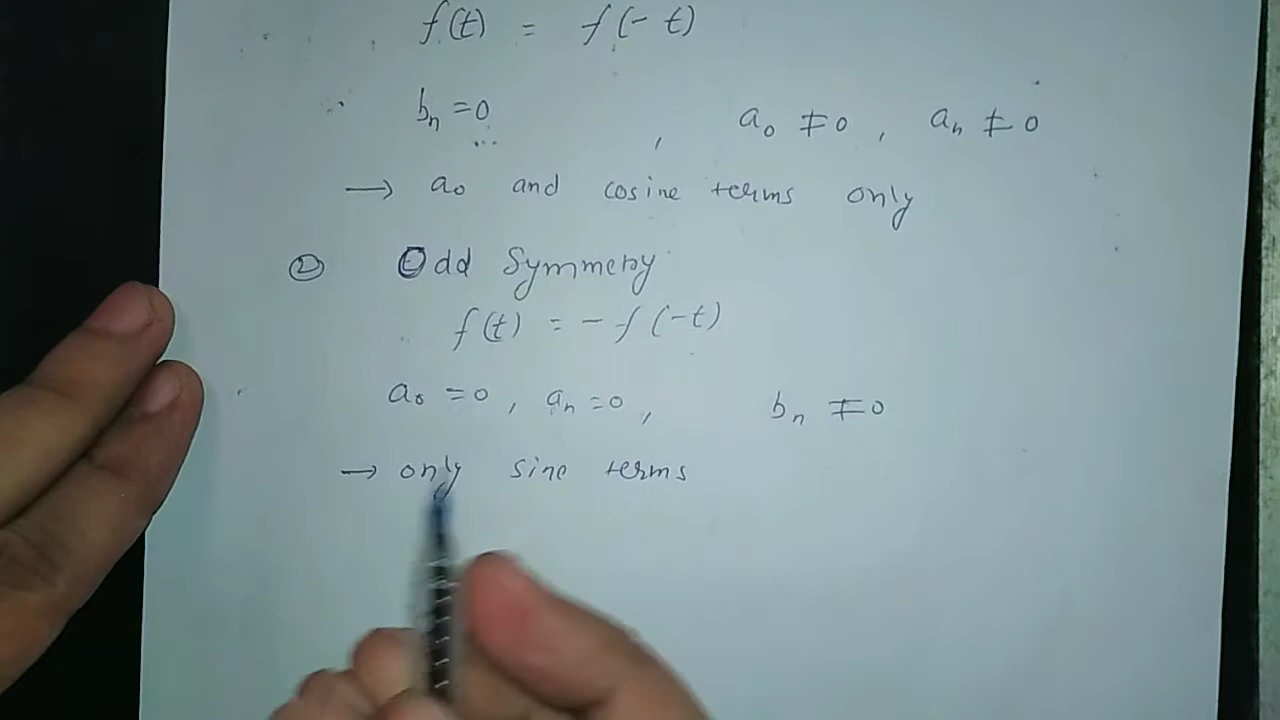 f(t) = f(-t)
∴ bₙ = 0 , a₀ ≠ 0 , aₙ ≠ 0
→ a₀ and cosine terms only
② Odd Symmetry
f(t) = - f(-t)
a₀ = 0 , aₙ = 0 , bₙ ≠ 0
→ only sine terms